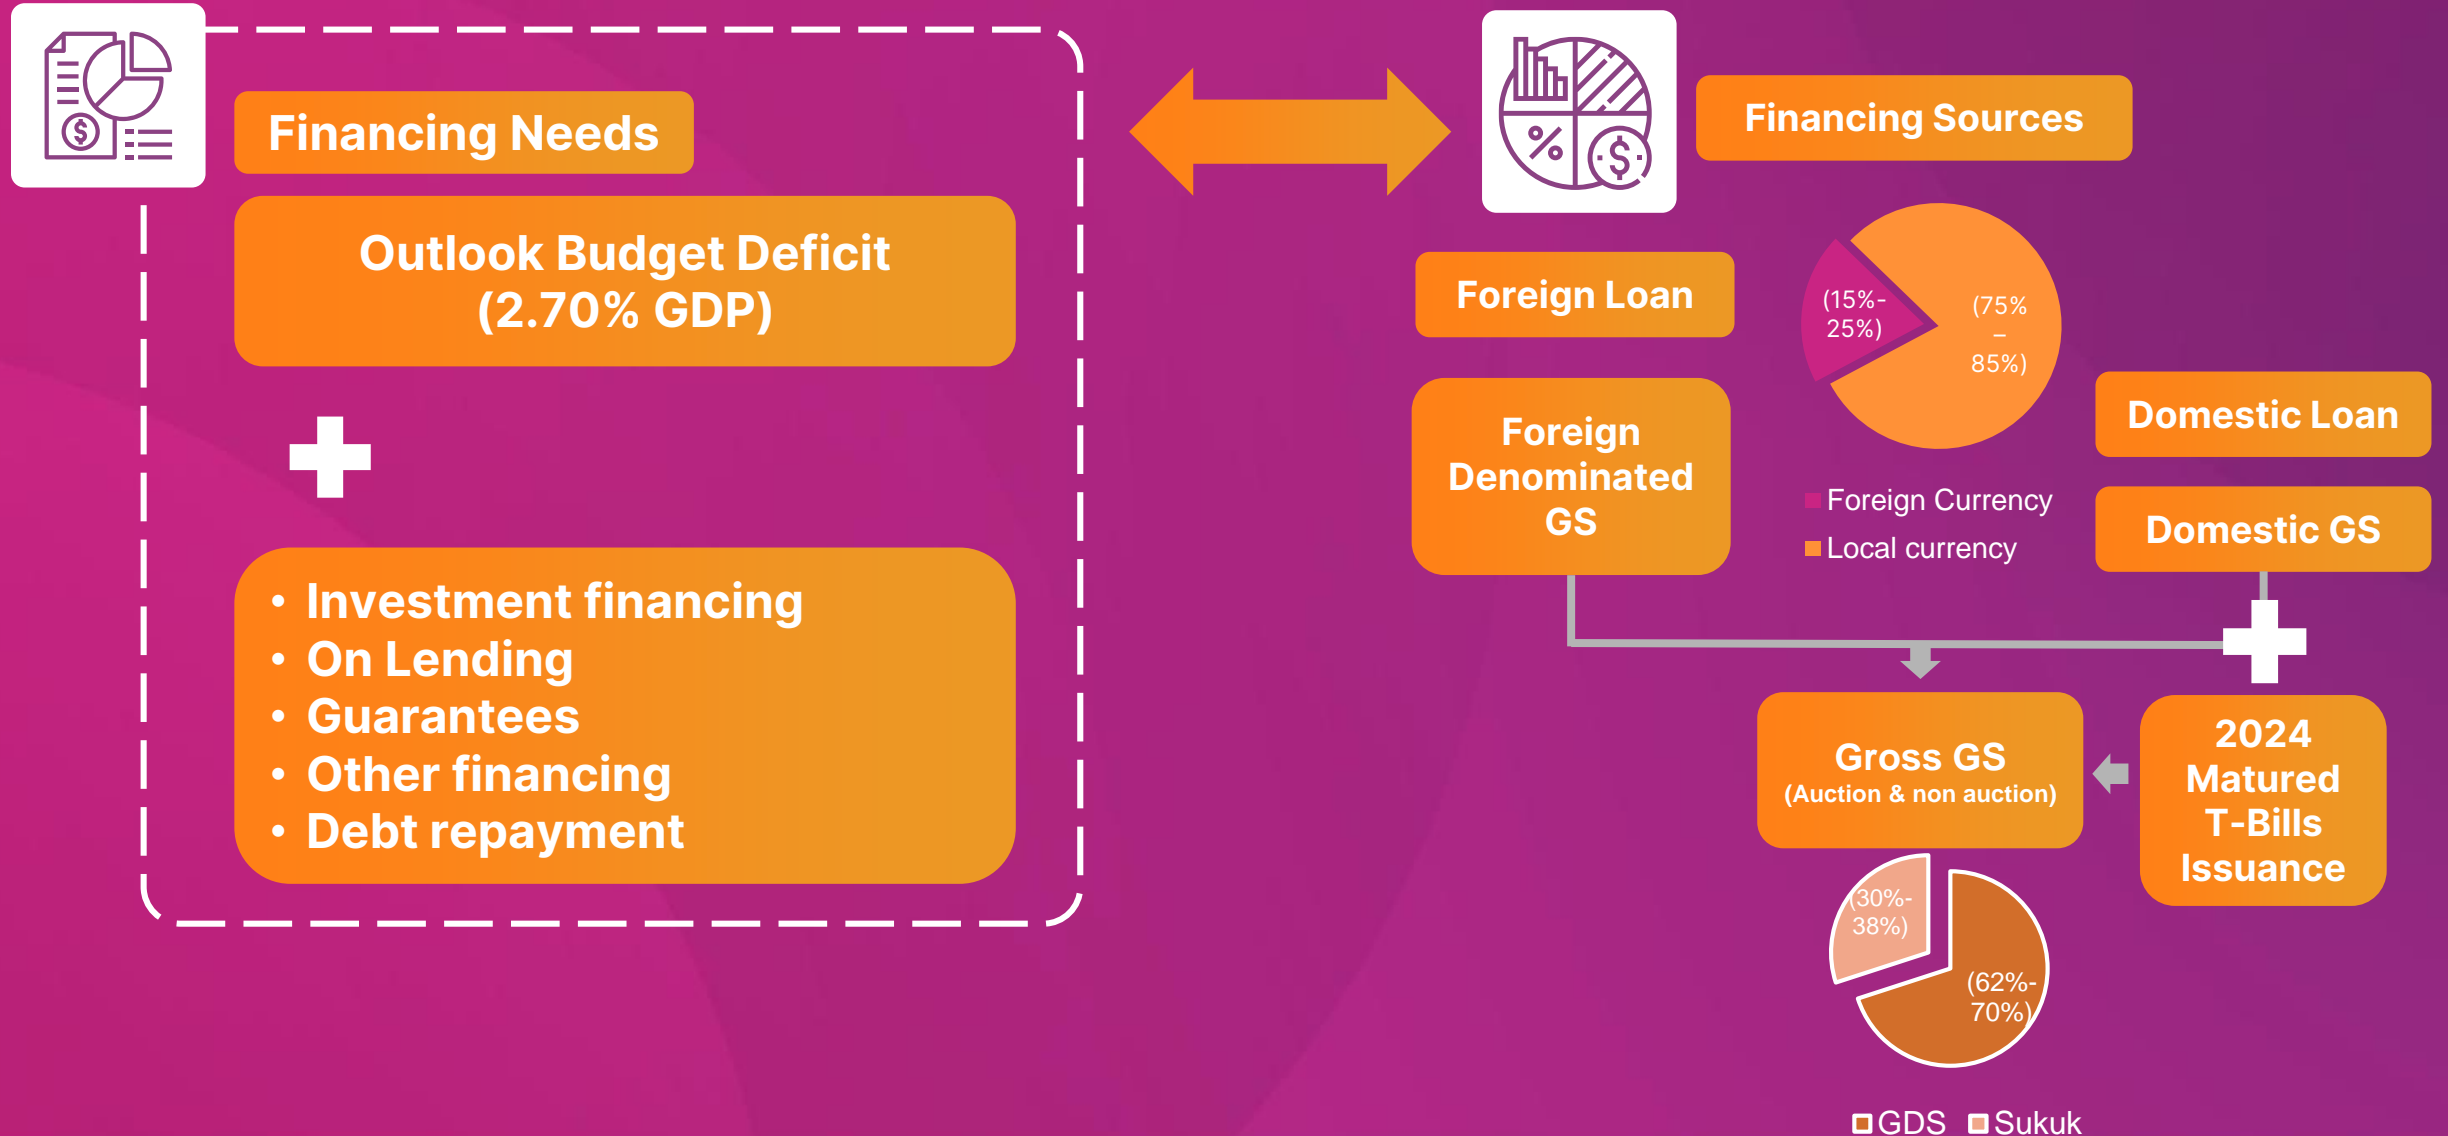 Financing Needs
Outlook Budget Deficit
(2.70% GDP)
• Investment financing
• On Lending
• Guarantees
• Other financing
• Debt repayment
Financing Sources
Foreign Loan
Foreign
Denominated
GS
(15%-
25%)
(75%
–
85%)
Foreign Currency
Local currency
Domestic Loan
Domestic GS
Gross GS
(Auction & non auction)
2024
Matured
T-Bills
Issuance
(30%-
38%)
(62%-
70%)
GDS
Sukuk